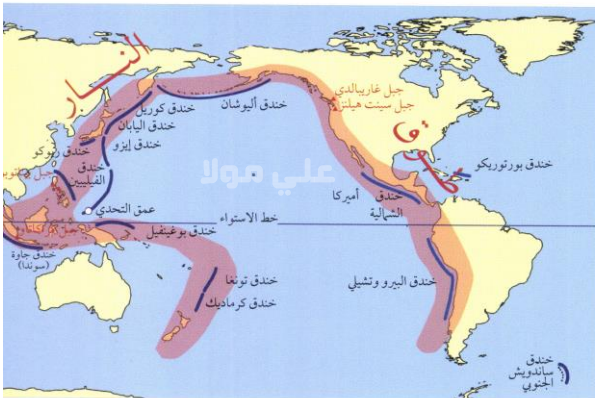 النار
طوق
جبل غاريبالدي
جبل سينت هيلنز
خندق أليوشان
خندق كوريل
خندق اليابان
خندق إيزو
خندق ريوكو
خندق
الفيليبين
خندق بورتوريكو
علي مولا
خندق
أميركا
الشمالية
عمق التحدي
خط الاستواء
خندق بوغينفيل
خندق جاوة
(سوندا)
خندق تونغا
خندق كرماديك
خندق البيرو وتشيلي
خندق
ساندويش
الجنوبي